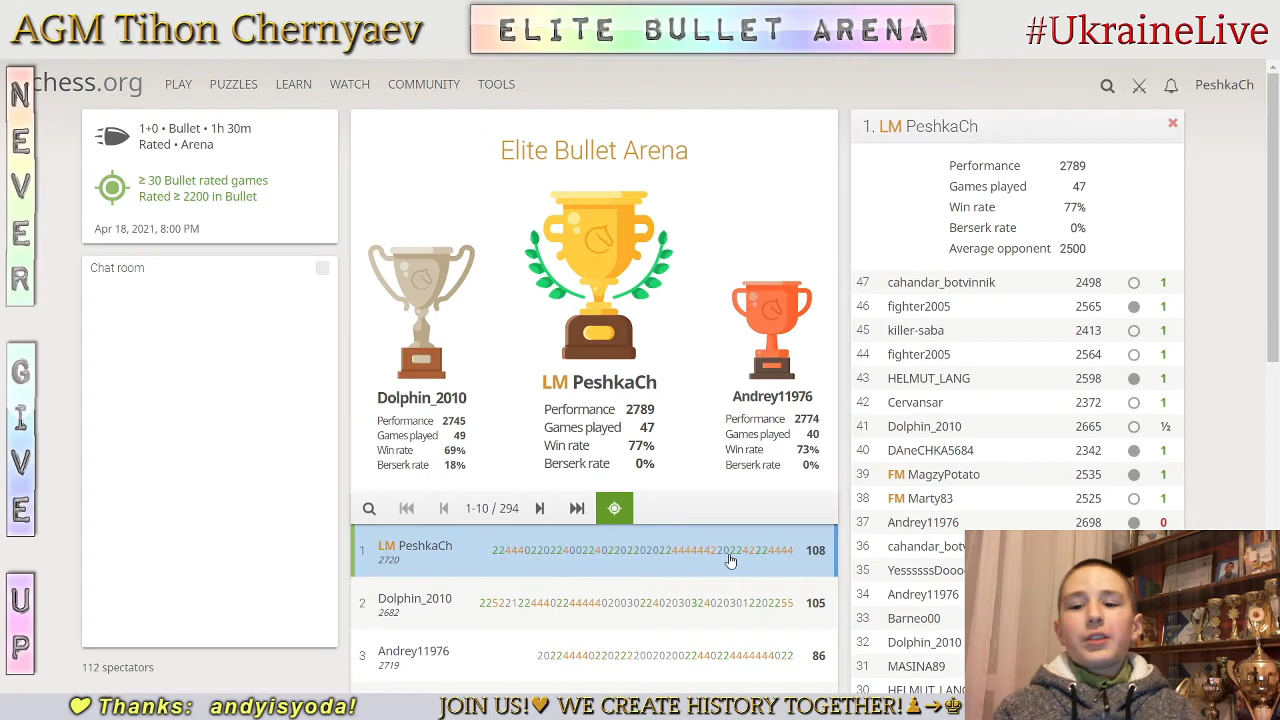 AGM Tihon Chernyaev
ELITE BULLET ARENA
#UkraineLive
NEVER
GIVE
UP
chess.org
PLAY
PUZZLES
LEARN
WATCH
COMMUNITY
TOOLS
PeshkaCh
1+0 • Bullet • 1h 30m
Rated • Arena
≥ 30 Bullet rated games
Rated ≥ 2200 in Bullet
Apr 18, 2021, 8:00 PM
Chat room
112 spectators
Elite Bullet Arena
Dolphin_2010
Performance 2745
Games played 49
Win rate 69%
Berserk rate 18%
LM PeshkaCh
Performance 2789
Games played 47
Win rate 77%
Berserk rate 0%
Andrey11976
Performance 2774
Games played 40
Win rate 73%
Berserk rate 0%
1-10 / 294
1 LM PeshkaCh 108
2720
2 Dolphin_2010 105
2682
3 Andrey11976 86
2719
1. LM PeshkaCh
Performance 2789
Games played 47
Win rate 77%
Berserk rate 0%
Average opponent 2500
47 cahandar_botvinnik 2498 1
46 fighter2005 2565 1
45 killer-saba 2413 1
44 fighter2005 2564 1
43 HELMUT_LANG 2598 1
42 Cervansar 2372 1
41 Dolphin_2010 2665 ½
40 DAneCHKA5684 2342 1
39 FM MagzyPotato 2535 1
38 FM Marty83 2525 1
37 Andrey11976 2698 0
36 cahandar_botv
35
34 Andrey11976
33 Barneo00
32 Dolphin_2010
31 MASINA89
30 HELMUT_L
Thanks: andyisyoda!
JOIN US! WE CREATE HISTORY TOGETHER!